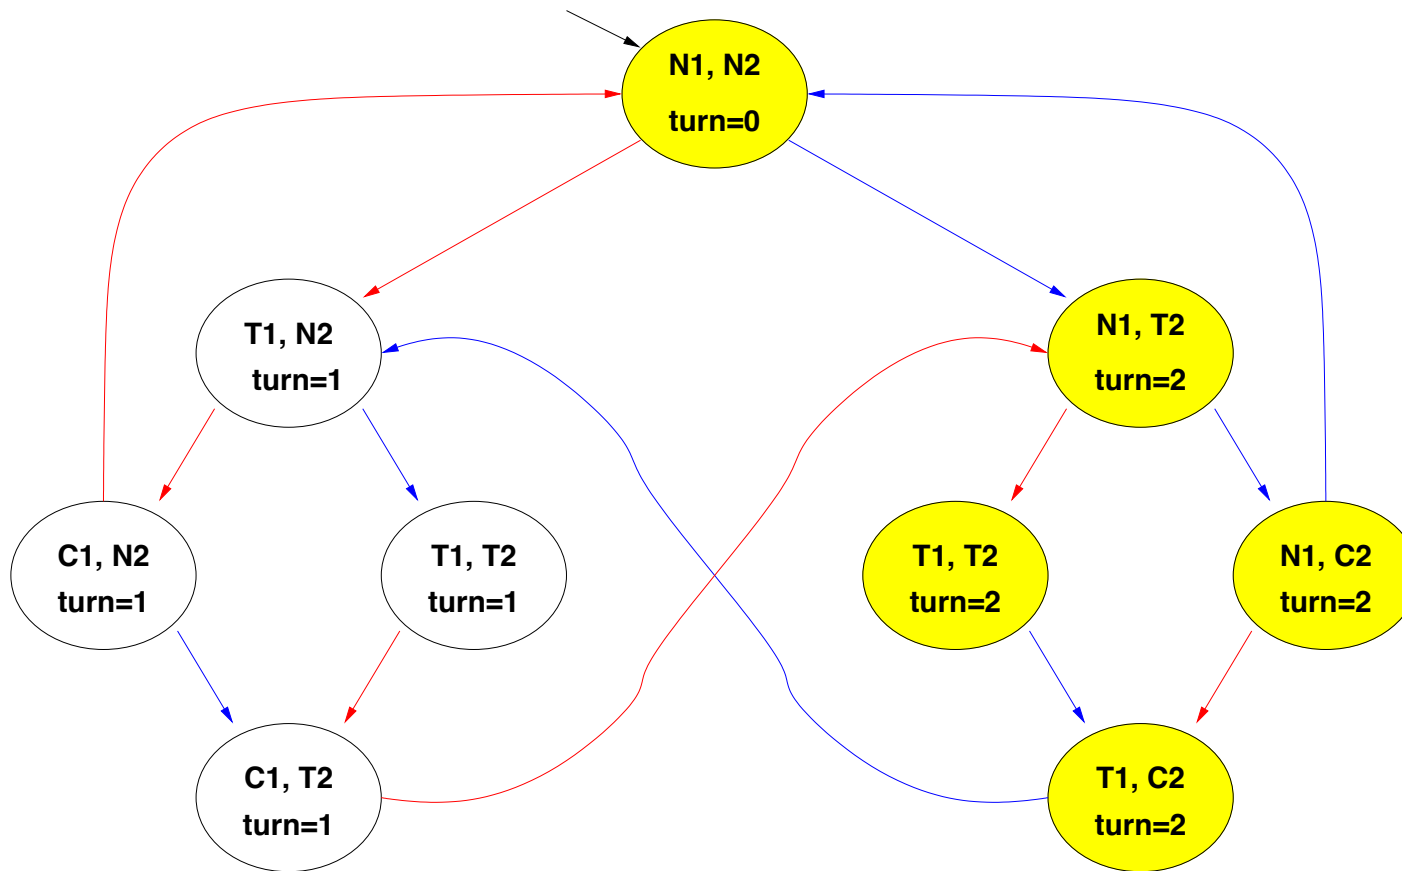 N1, N2
turn=0
T1, N2
turn=1
N1, T2
turn=2
C1, N2
turn=1
T1, T2
turn=1
T1, T2
turn=2
N1, C2
turn=2
C1, T2
turn=1
T1, C2
turn=2